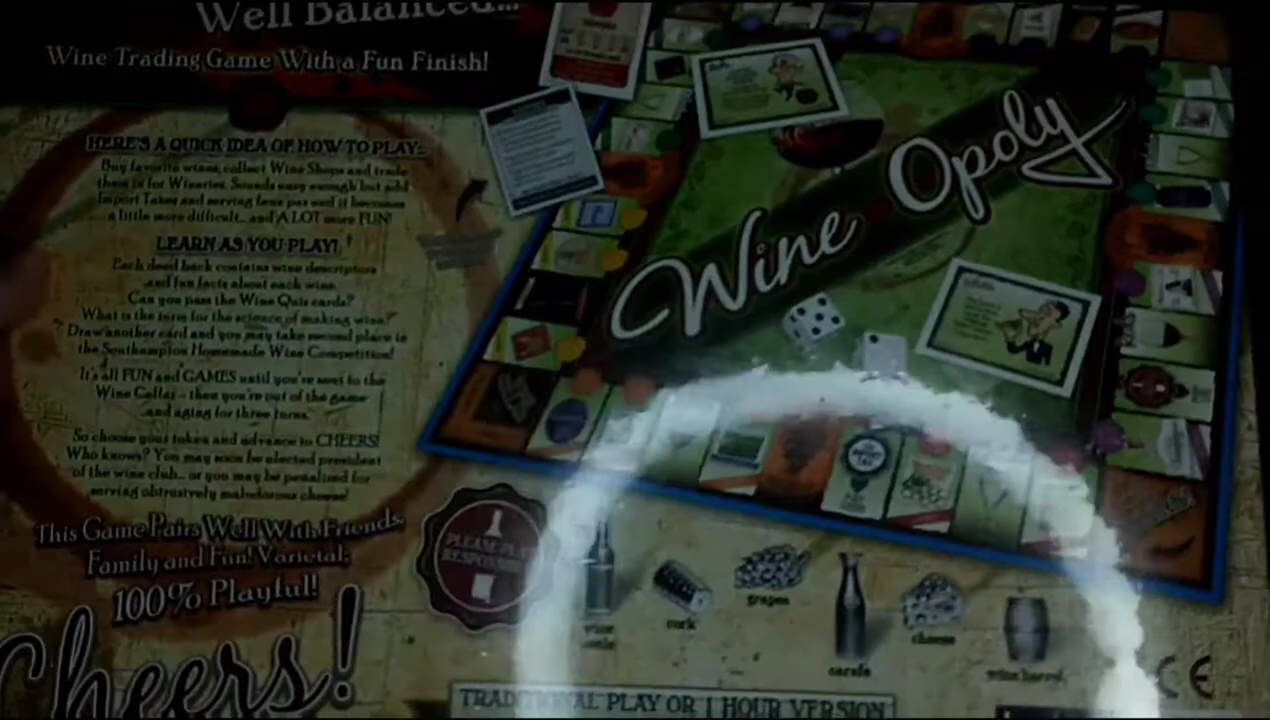 Well Balanced...
Wine Trading Game With a Fun Finish!
HERE'S A QUICK IDEA OF HOW TO PLAY:
Buy favorite wines, collect Wine Shops and trade
them in for Wineries. Sounds easy enough but add
Import Taxes and serving faux pas and it becomes
a little more difficult...and A LOT more FUN!
LEARN AS YOU PLAY!
Each deed back contains wine descriptors
and fun facts about each wine.
Can you pass the Wine Quiz cards?
What is the term for the science of making wine?
Draw another card and you may take second place in
the Southampton Homemade Wine Competition!
It's all FUN and GAMES until you're sent to the
Wine Cellar - then you're out of the game
and aging for three turns.
So choose your token and advance to CHEERS!
Who knows? You may soon be elected president
of the wine club... or you may be penalized for
serving obtrusively malodorous cheese!
This Game Pairs Well With Friends,
Family and Fun! Varietal:
100% Playful!
Cheers!
Wine-Opoly
PLEASE PLAY
RESPONSIBLY
wine
bottle
cork
grapes
carafe
cheese
wine barrel
TRADITIONAL PLAY OR 1 HOUR VERSION
CE